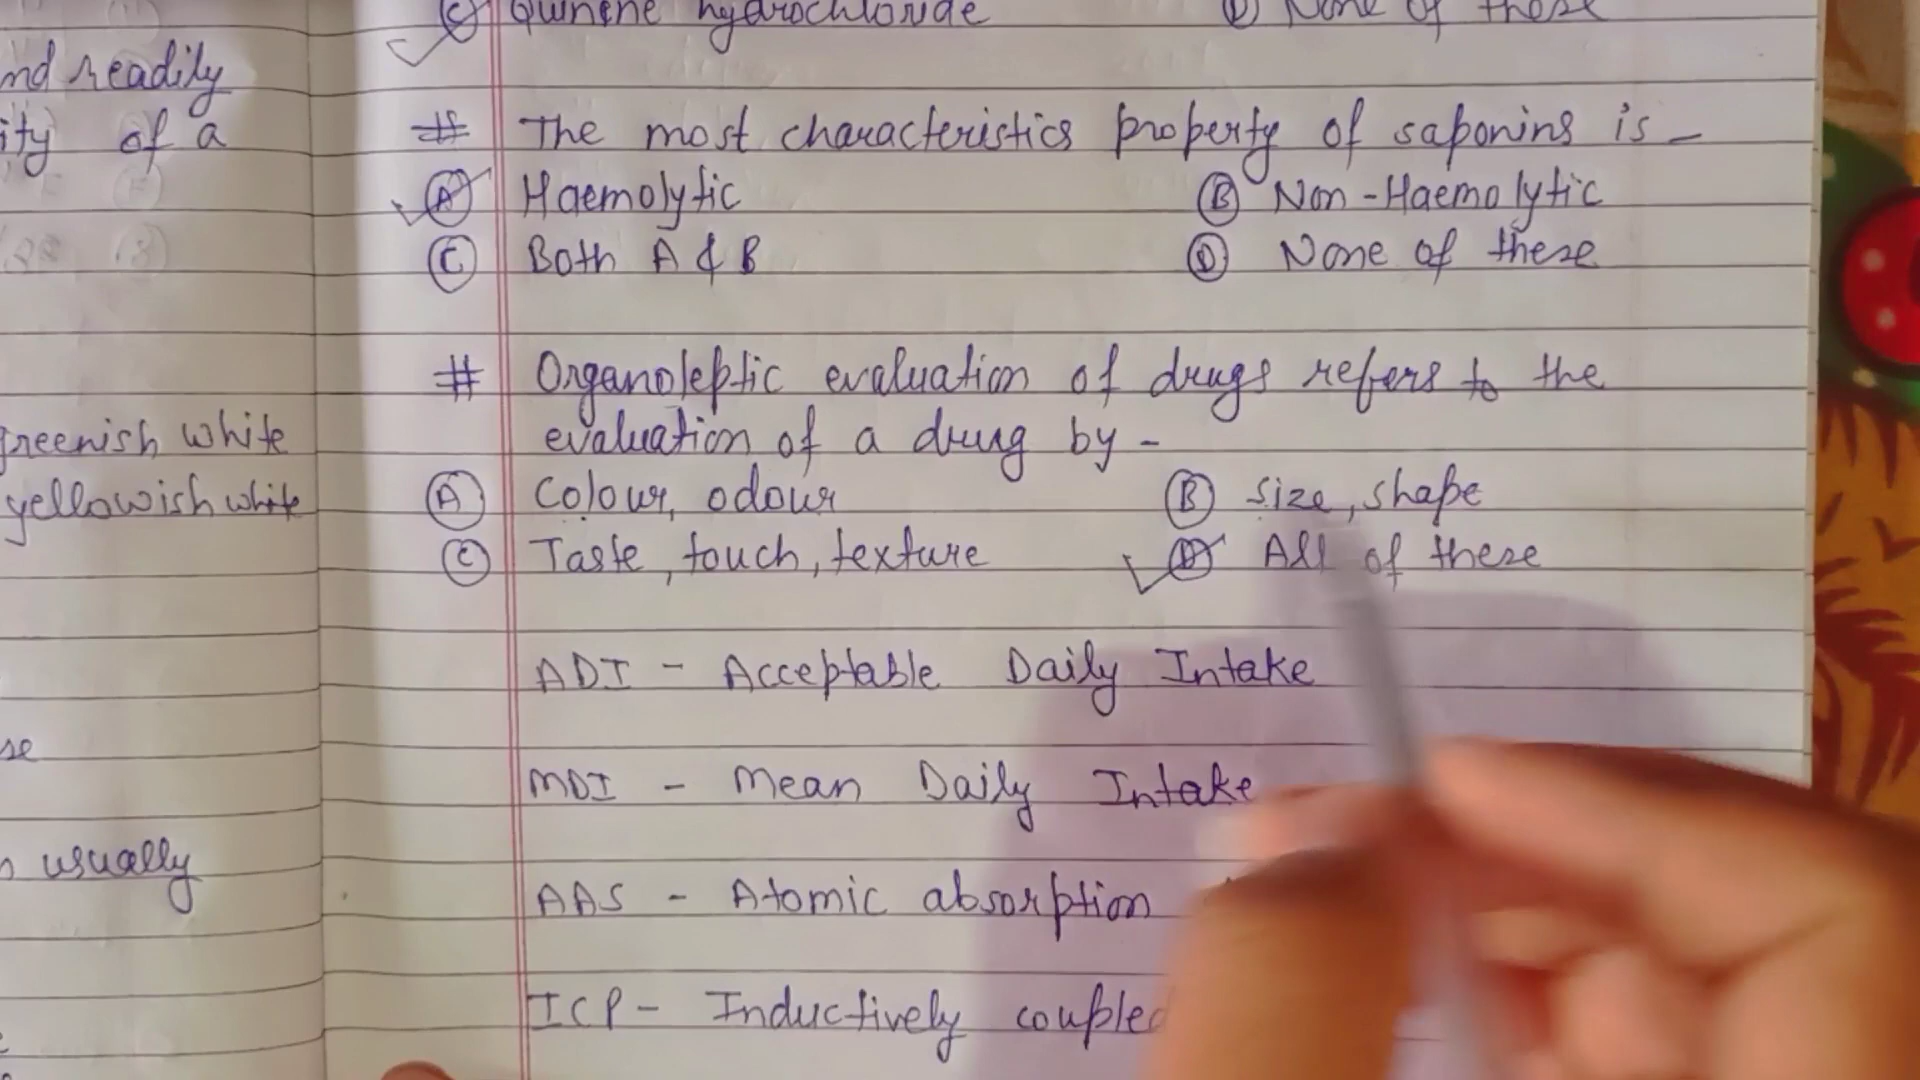 nd readily
ity of a
greenish white
yellowish white
se
usually
C Quinine hydrochloride D None of these
# The most characteristics property of saponins is -
A Haemolytic B Non-Haemolytic
C Both A & B D None of these
# Organoleptic evaluation of drugs refers to the
evaluation of a drug by -
A Colour, odour B Size, shape
C Taste, touch, texture D All of these
ADI - Acceptable Daily Intake
MDI - Mean Daily Intake
AAS - Atomic absorption
ICP - Inductively coupled